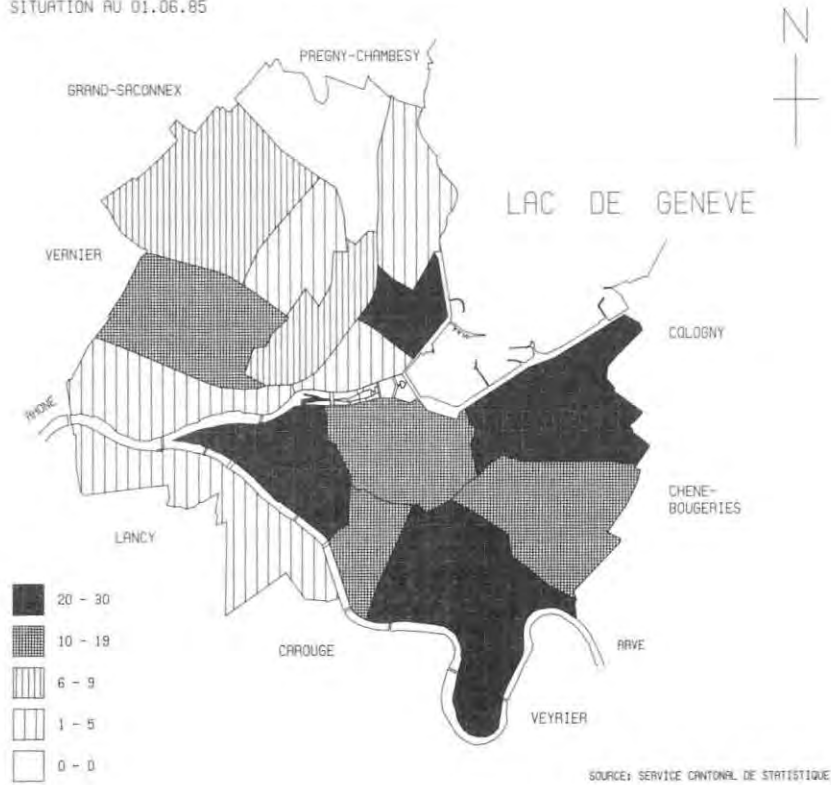 SITUATION AU 01.06.85
N
PREGNY-CHAMBESY
GRAND-SACONNEX
LAC DE GENEVE
VERNIER
COLOGNY
RHONE
CHENE-
BOUGERIES
LANCY
20 - 30
10 - 19
6 - 9
1 - 5
0 - 0
CAROUGE
ARVE
VEYRIER
SOURCE: SERVICE CANTONAL DE STATISTIQUE